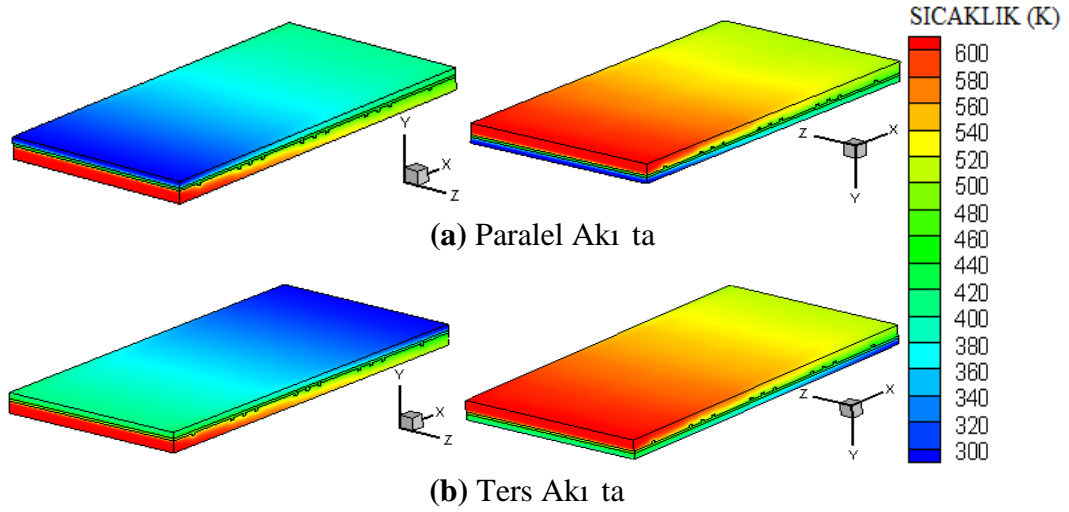 SICAKLIK (K)
600
580
560
540
520
500
480
460
440
420
400
380
360
340
320
300
Y
X
Z
Z
X
Y
(a) Paralel Akı ta
Y
X
Z
Z
X
Y
(b) Ters Akı ta